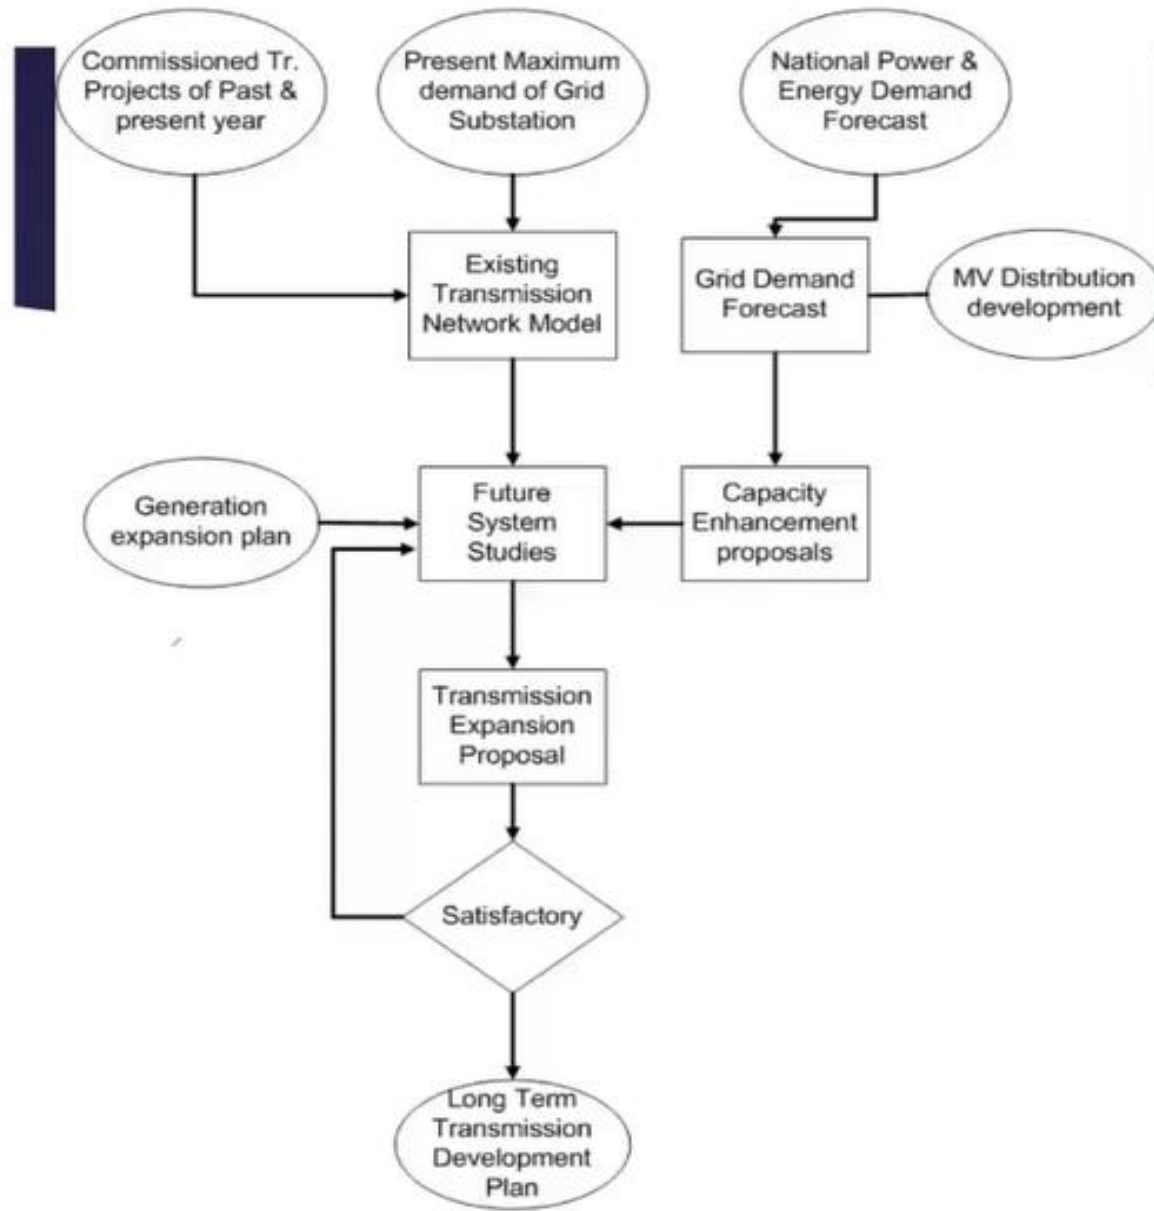 Commissioned Tr.
Projects of Past &
present year
Present Maximum
demand of Grid
Substation
National Power &
Energy Demand
Forecast
Existing
Transmission
Network Model
Grid Demand
Forecast
MV Distribution
development
Generation
expansion plan
Future
System
Studies
Capacity
Enhancement
proposals
Transmission
Expansion
Proposal
Satisfactory
Long Term
Transmission
Development
Plan